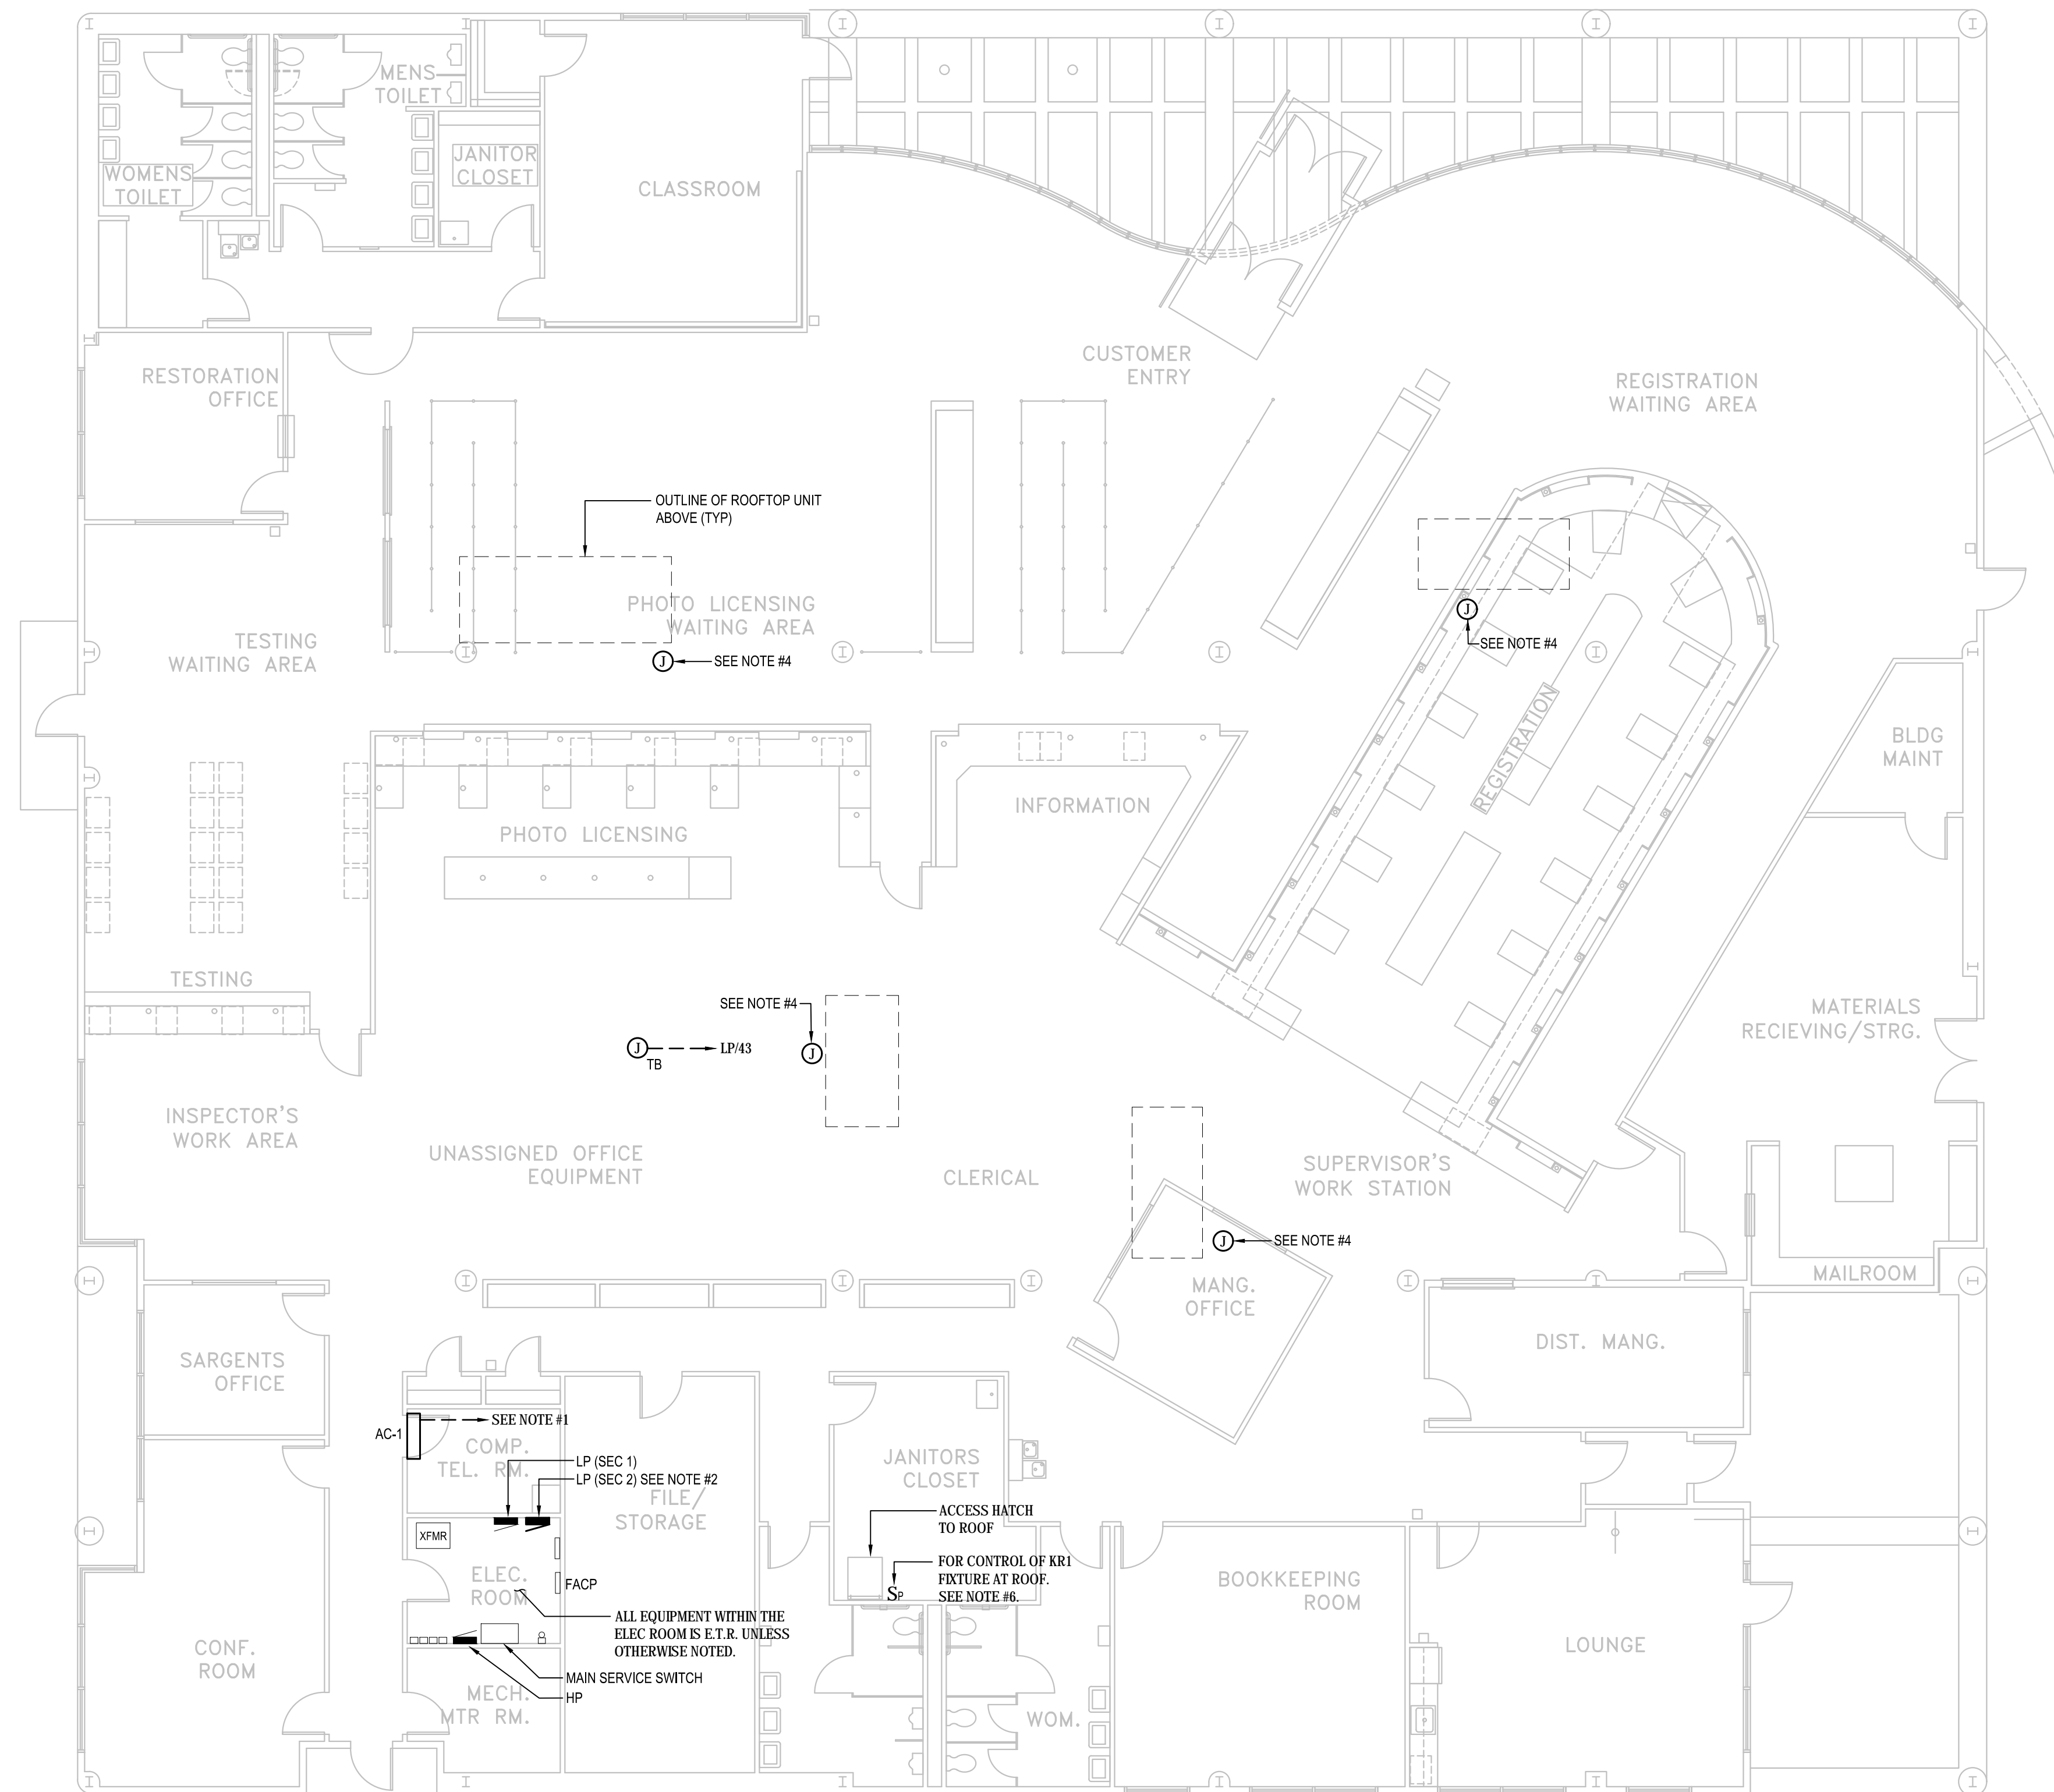 MENS
TOILET
WOMENS
TOILET
JANITOR
CLOSET
CLASSROOM
RESTORATION
OFFICE
CUSTOMER
ENTRY
REGISTRATION
WAITING AREA
OUTLINE OF ROOFTOP UNIT
ABOVE (TYP)
PHOTO LICENSING
WAITING AREA
J
SEE NOTE #4
J
SEE NOTE #4
TESTING
WAITING AREA
REGISTRATION
BLDG
MAINT
INFORMATION
PHOTO LICENSING
TESTING
SEE NOTE #4
J
J
TB
LP/43
MATERIALS
RECIEVING/STRG.
INSPECTOR'S
WORK AREA
UNASSIGNED OFFICE
EQUIPMENT
CLERICAL
SUPERVISOR'S
WORK STATION
J
SEE NOTE #4
MANG.
OFFICE
MAILROOM
DIST. MANG.
SARGENTS
OFFICE
AC-1
SEE NOTE #1
COMP.
TEL. RM.
LP (SEC 1)
LP (SEC 2) SEE NOTE #2
FILE/
STORAGE
JANITORS
CLOSET
ACCESS HATCH
TO ROOF
XFMR
ELEC.
ROOM
FACP
FOR CONTROL OF KR1
FIXTURE AT ROOF.
SEE NOTE #6.
SP
BOOKKEEPING
ROOM
ALL EQUIPMENT WITHIN THE
ELEC ROOM IS E.T.R. UNLESS
OTHERWISE NOTED.
CONF.
ROOM
LOUNGE
MAIN SERVICE SWITCH
HP
MECH.
MTR RM.
WOM.